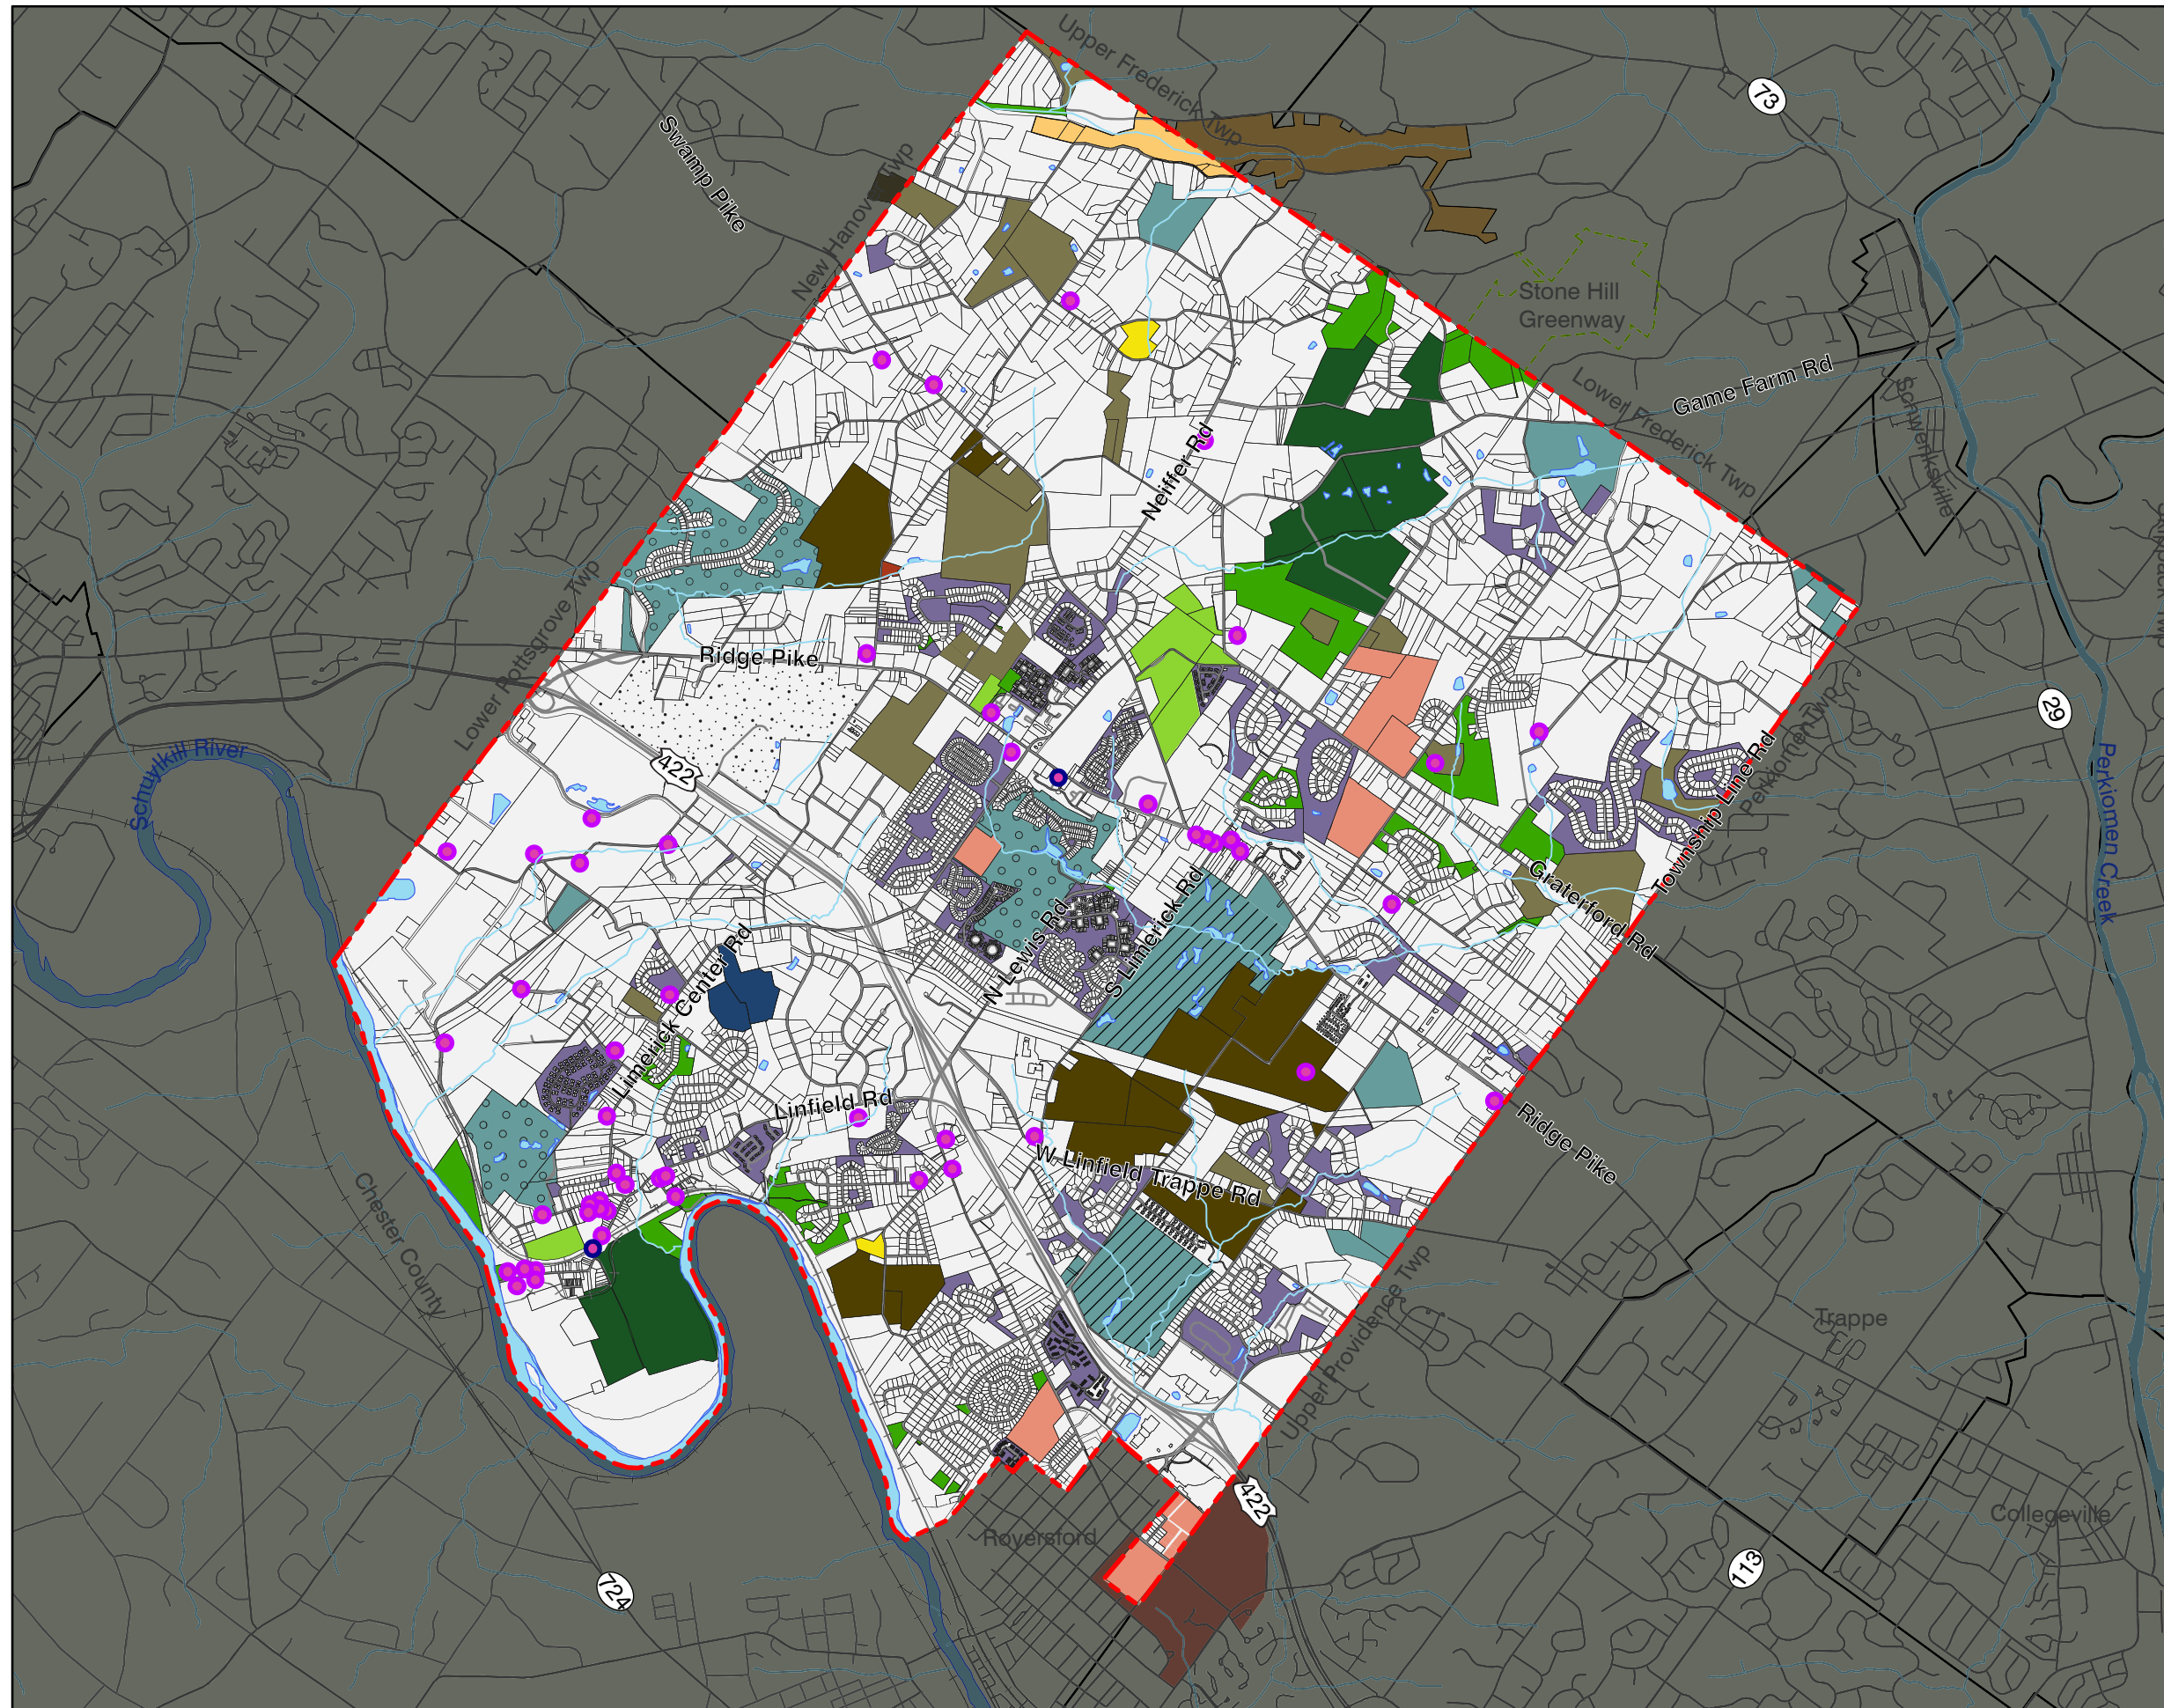 Upper Frederick Twp
73
Swamp Pike
New Hanover Twp
Stone Hill
Greenway
Game Farm Rd
Lower Frederick Twp
Schwenksville
Neiffer Rd
Skippack Twp
Lower Pottsgrove Twp
Ridge Pike
29
Perkiomen Twp
Schuylkill River
422
Township Line Rd
Perkiomen Creek
Graterford Rd
S Limerick Rd
N Lewis Rd
Limerick Center Rd
Linfield Rd
Ridge Pike
W Linfield Trappe Rd
Chester County
Upper Providence Twp
Trappe
422
Royersford
Collegeville
724
113